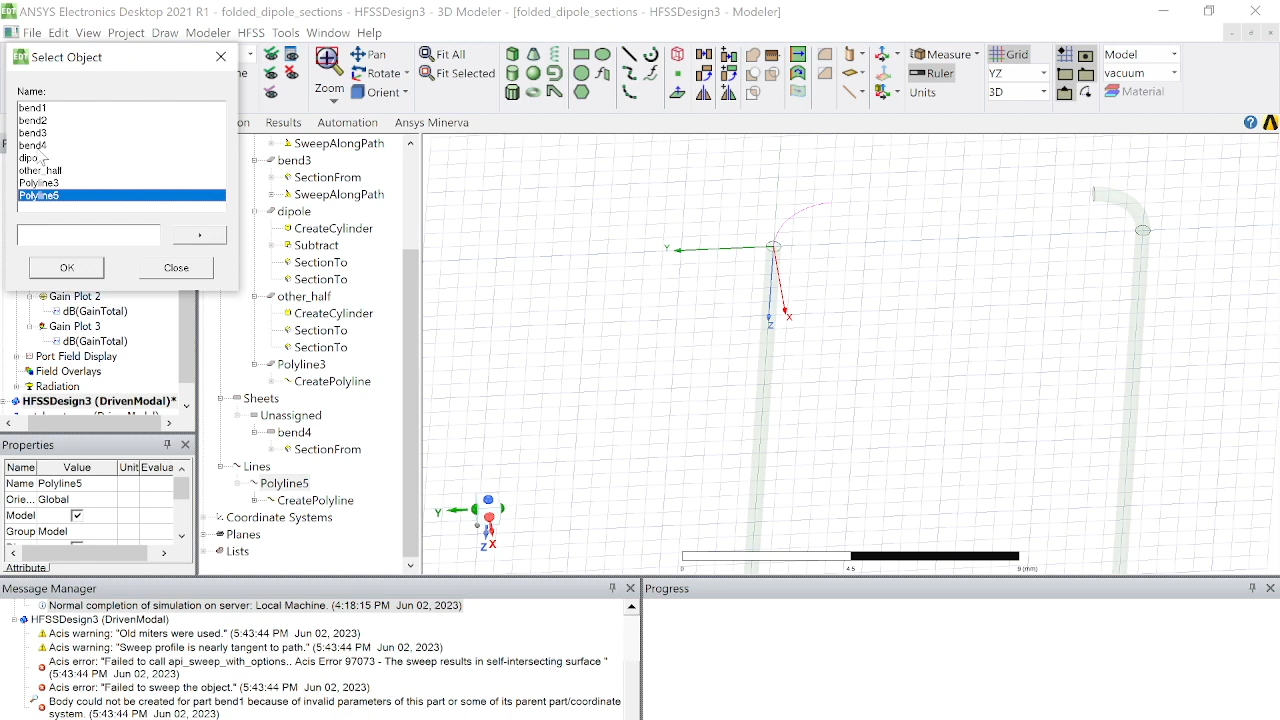 EDT ANSYS Electronics Desktop 2021 R1 - folded_dipole_sections - HFSSDesign3 - 3D Modeler - [folded_dipole_sections - HFSSDesign3 - Modeler]
File Edit View Project Draw Modeler HFSS Tools Window Help
EDT Select Object
Name:
bend1
bend2
bend3
bend4
dipo
other_half
Polyline3
Polyline5
OK
Close
Zoom
Pan
Rotate
Orient
Fit All
Fit Selected
Measure
Ruler
Units
Grid
YZ
3D
Model
vacuum
Material
Results
Automation
Ansys Minerva
SweepAlongPath
bend3
SectionFrom
SweepAlongPath
dipole
CreateCylinder
Subtract
SectionTo
SectionTo
other_half
CreateCylinder
SectionTo
SectionTo
Polyline3
CreatePolyline
Sheets
Unassigned
bend4
SectionFrom
Lines
Polyline5
CreatePolyline
Coordinate Systems
Planes
Lists
Gain Plot 2
dB(GainTotal)
Gain Plot 3
dB(GainTotal)
Port Field Display
Field Overlays
Radiation
HFSSDesign3 (DrivenModal)*
Properties
Name Value Unit Evalua
Name Polyline5
Orie... Global
Model
Group Model
Attribute
Y
Z
X
Y
Z X
0 4.5 9 (mm)
Message Manager
Normal completion of simulation on server: Local Machine. (4:18:15 PM Jun 02, 2023)
HFSSDesign3 (DrivenModal)
Acis warning: "Old miters were used." (5:43:44 PM Jun 02, 2023)
Acis warning: "Sweep profile is nearly tangent to path." (5:43:44 PM Jun 02, 2023)
Acis error: "Failed to call api_sweep_with_options.. Acis Error 97073 - The sweep results in self-intersecting surface "
(5:43:44 PM Jun 02, 2023)
Acis error: "Failed to sweep the object." (5:43:44 PM Jun 02, 2023)
Body could not be created for part bend1 because of invalid parameters of this part or some of its parent part/coordinate
system. (5:43:44 PM Jun 02, 2023)
Progress